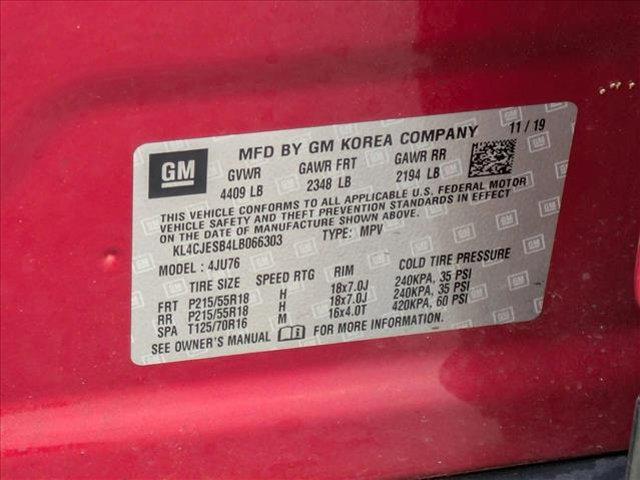 GM
MFD BY GM KOREA COMPANY 11 / 19
GVWR GAWR FRT GAWR RR
4409 LB 2348 LB 2194 LB
THIS VEHICLE CONFORMS TO ALL APPLICABLE U.S. FEDERAL MOTOR
VEHICLE SAFETY AND THEFT PREVENTION STANDARDS IN EFFECT
ON THE DATE OF MANUFACTURE SHOWN ABOVE.
KL4CJESB4LB066303 TYPE: MPV
MODEL: 4JU76
TIRE SIZE SPEED RTG RIM COLD TIRE PRESSURE
FRT P215/55R18 H 18x7.0J 240KPA, 35 PSI
RR P215/55R18 H 18x7.0J 240KPA, 35 PSI
SPA T125/70R16 M 16x4.0T 420KPA, 60 PSI
SEE OWNER'S MANUAL FOR MORE INFORMATION.